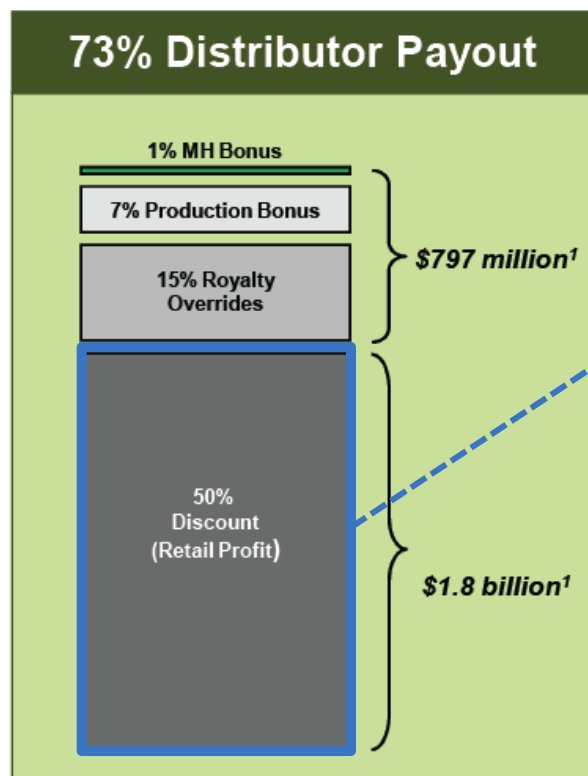 73% Distributor Payout
1% MH Bonus
7% Production Bonus
15% Royalty
Overrides
$797 million¹
50%
Discount
(Retail Profit)
$1.8 billion¹